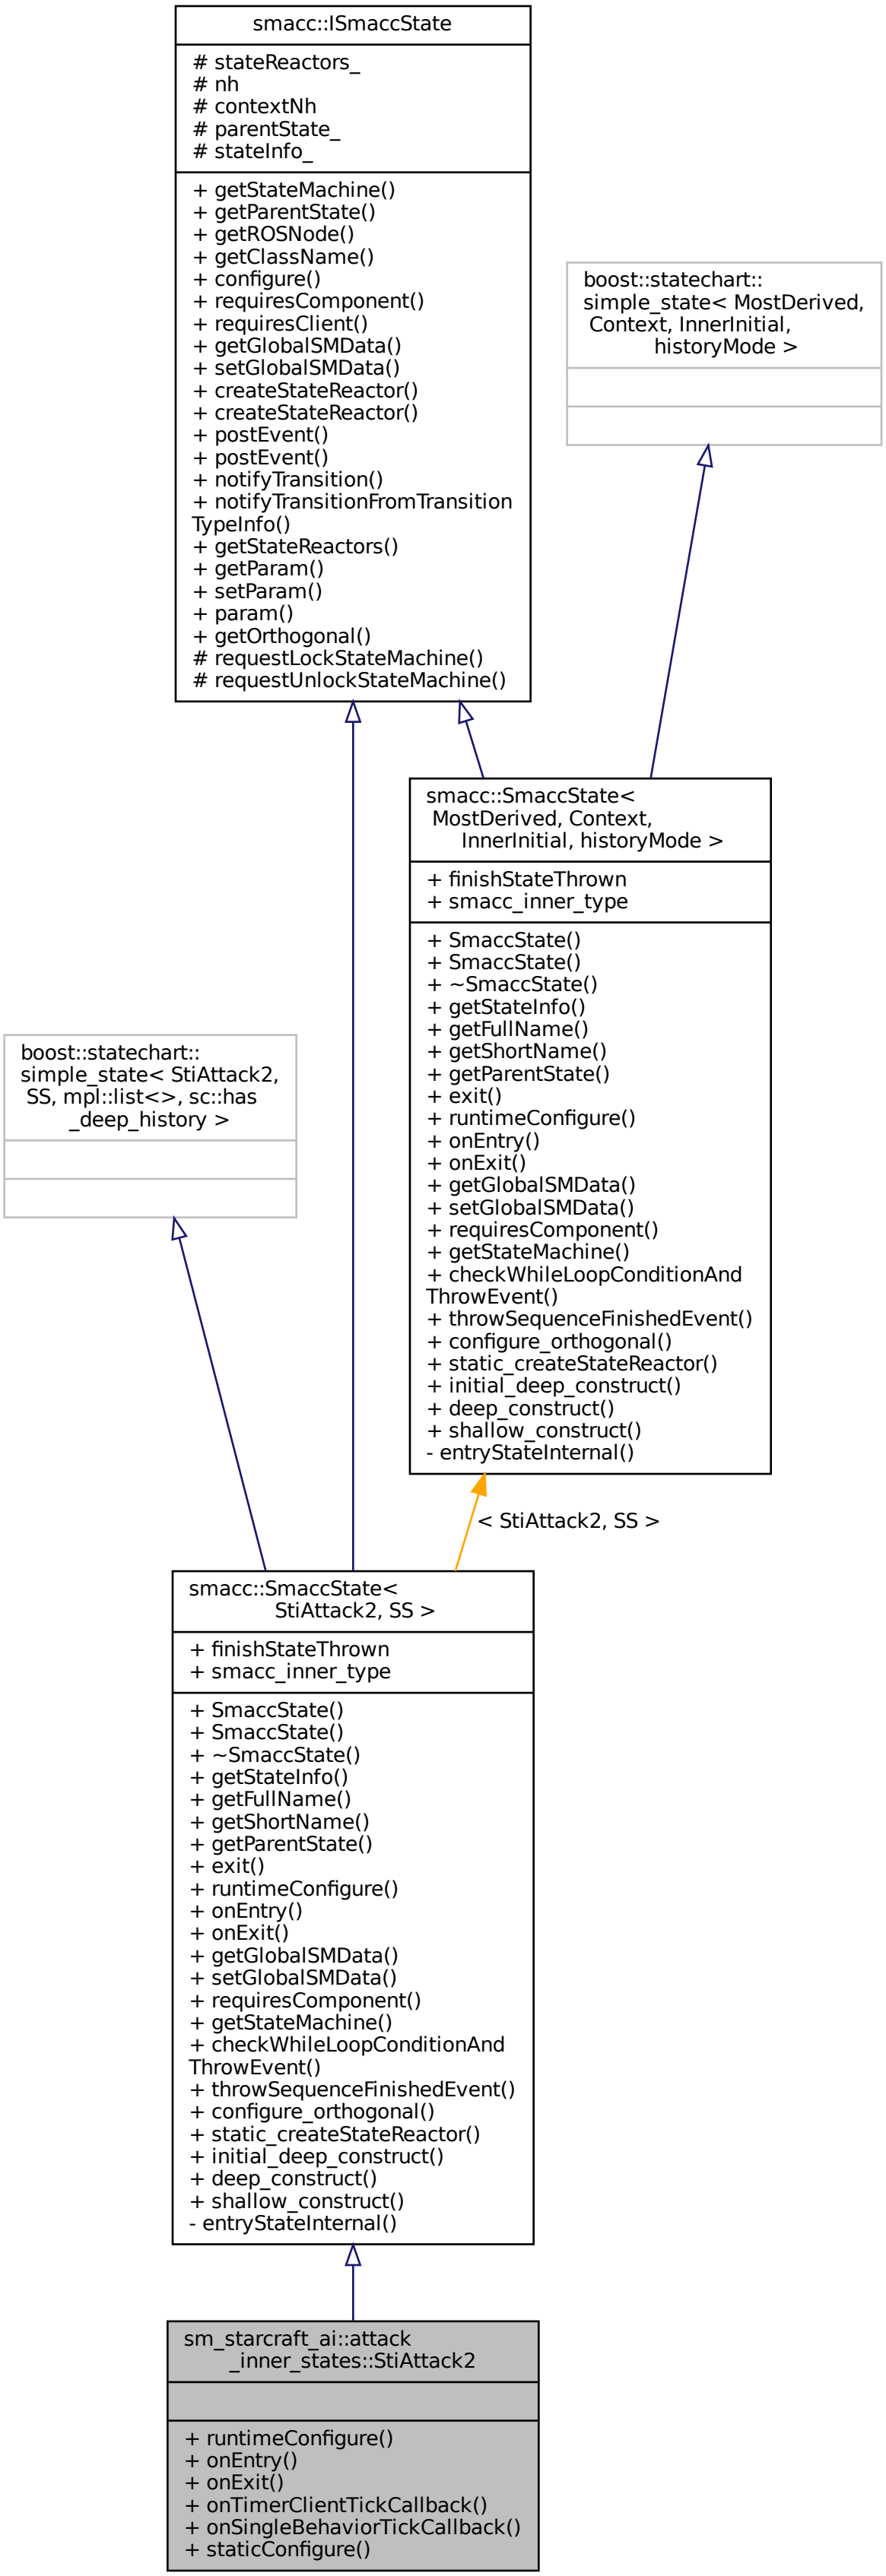 smacc::ISmaccState
# stateReactors_
# nh
# contextNh
# parentState_
# stateInfo_
+ getStateMachine()
+ getParentState()
+ getROSNode()
+ getClassName()
+ configure()
+ requiresComponent()
+ requiresClient()
+ getGlobalSMData()
+ setGlobalSMData()
+ createStateReactor()
+ createStateReactor()
+ postEvent()
+ postEvent()
+ notifyTransition()
+ notifyTransitionFromTransition
TypeInfo()
+ getStateReactors()
+ getParam()
+ setParam()
+ param()
+ getOrthogonal()
# requestLockStateMachine()
# requestUnlockStateMachine()
boost::statechart::
simple_state< MostDerived,
Context, InnerInitial,
historyMode >
smacc::SmaccState<
MostDerived, Context,
InnerInitial, historyMode >
+ finishStateThrown
+ smacc_inner_type
+ SmaccState()
+ SmaccState()
+ ~SmaccState()
+ getStateInfo()
+ getFullName()
+ getShortName()
+ getParentState()
+ exit()
+ runtimeConfigure()
+ onEntry()
+ onExit()
+ getGlobalSMData()
+ setGlobalSMData()
+ requiresComponent()
+ getStateMachine()
+ checkWhileLoopConditionAnd
ThrowEvent()
+ throwSequenceFinishedEvent()
+ configure_orthogonal()
+ static_createStateReactor()
+ initial_deep_construct()
+ deep_construct()
+ shallow_construct()
- entryStateInternal()
boost::statechart::
simple_state< StiAttack2,
SS, mpl::list<>, sc::has
_deep_history >
< StiAttack2, SS >
smacc::SmaccState<
StiAttack2, SS >
+ finishStateThrown
+ smacc_inner_type
+ SmaccState()
+ SmaccState()
+ ~SmaccState()
+ getStateInfo()
+ getFullName()
+ getShortName()
+ getParentState()
+ exit()
+ runtimeConfigure()
+ onEntry()
+ onExit()
+ getGlobalSMData()
+ setGlobalSMData()
+ requiresComponent()
+ getStateMachine()
+ checkWhileLoopConditionAnd
ThrowEvent()
+ throwSequenceFinishedEvent()
+ configure_orthogonal()
+ static_createStateReactor()
+ initial_deep_construct()
+ deep_construct()
+ shallow_construct()
- entryStateInternal()
sm_starcraft_ai::attack
_inner_states::StiAttack2
+ runtimeConfigure()
+ onEntry()
+ onExit()
+ onTimerClientTickCallback()
+ onSingleBehaviorTickCallback()
+ staticConfigure()